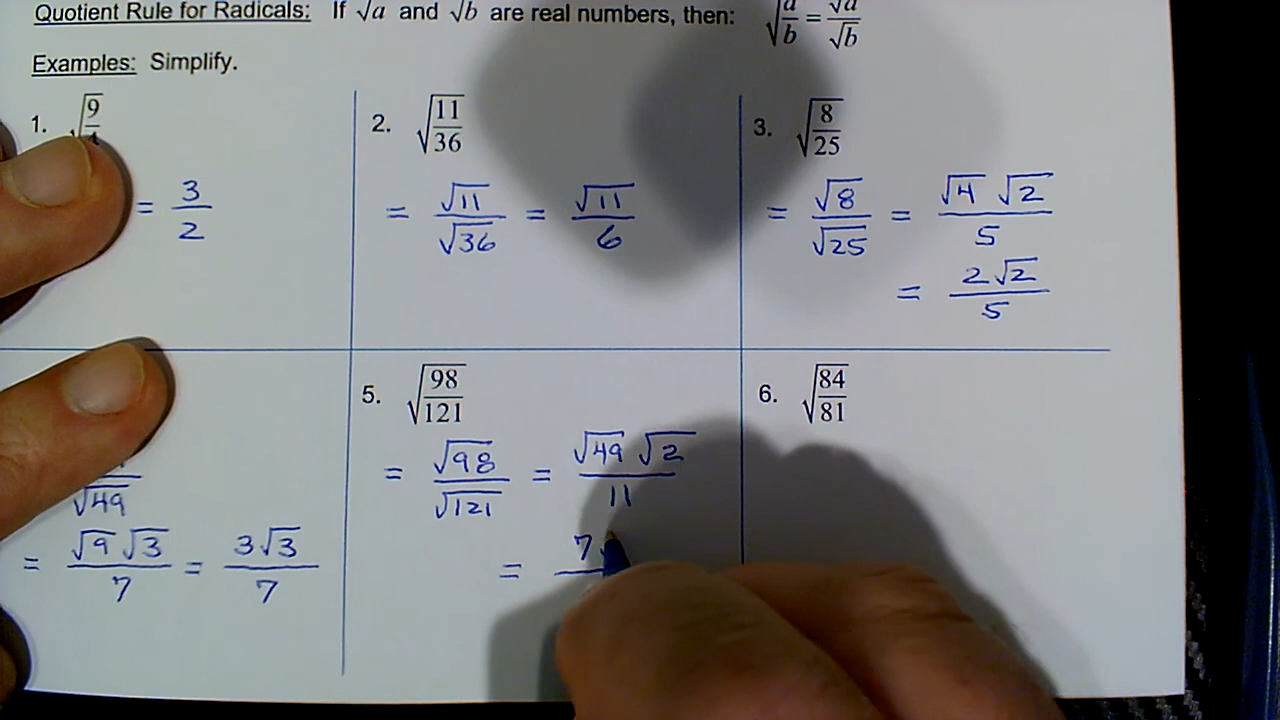 Quotient Rule for Radicals: If √a and √b are real numbers, then: √(a/b) = √a/√b
Examples: Simplify.
1. √(9/
= 3/2
2. √(11/36)
= √11/√36 = √11/6
3. √(8/25)
= √8/√25 = √4 √2/5
= 2√2/5
√49
= √9 √3/7 = 3√3/7
5. √(98/121)
= √98/√121 = √49 √2/11
= 7
6. √(84/81)